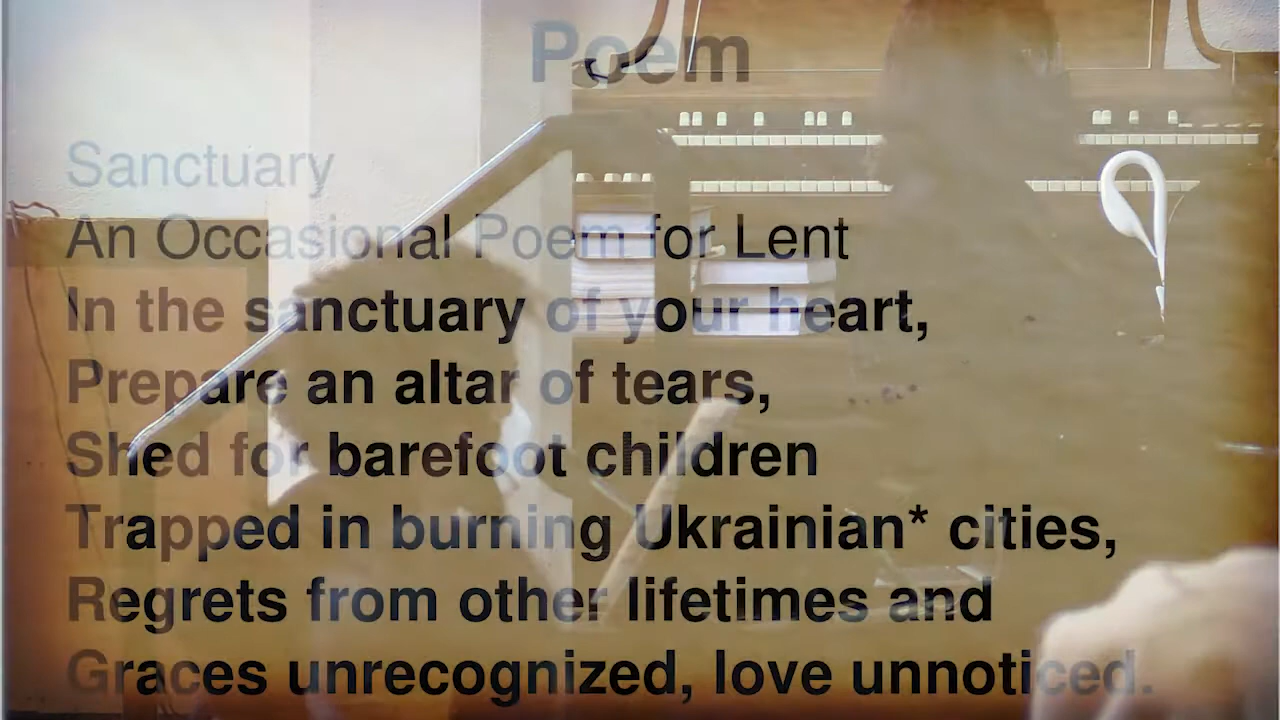 Poem
Sanctuary
An Occasional Poem for Lent
In the sanctuary of your heart,
Prepare an altar of tears,
Shed for barefoot children
Trapped in burning Ukrainian* cities,
Regrets from other lifetimes and
Graces unrecognized, love unnoticed.